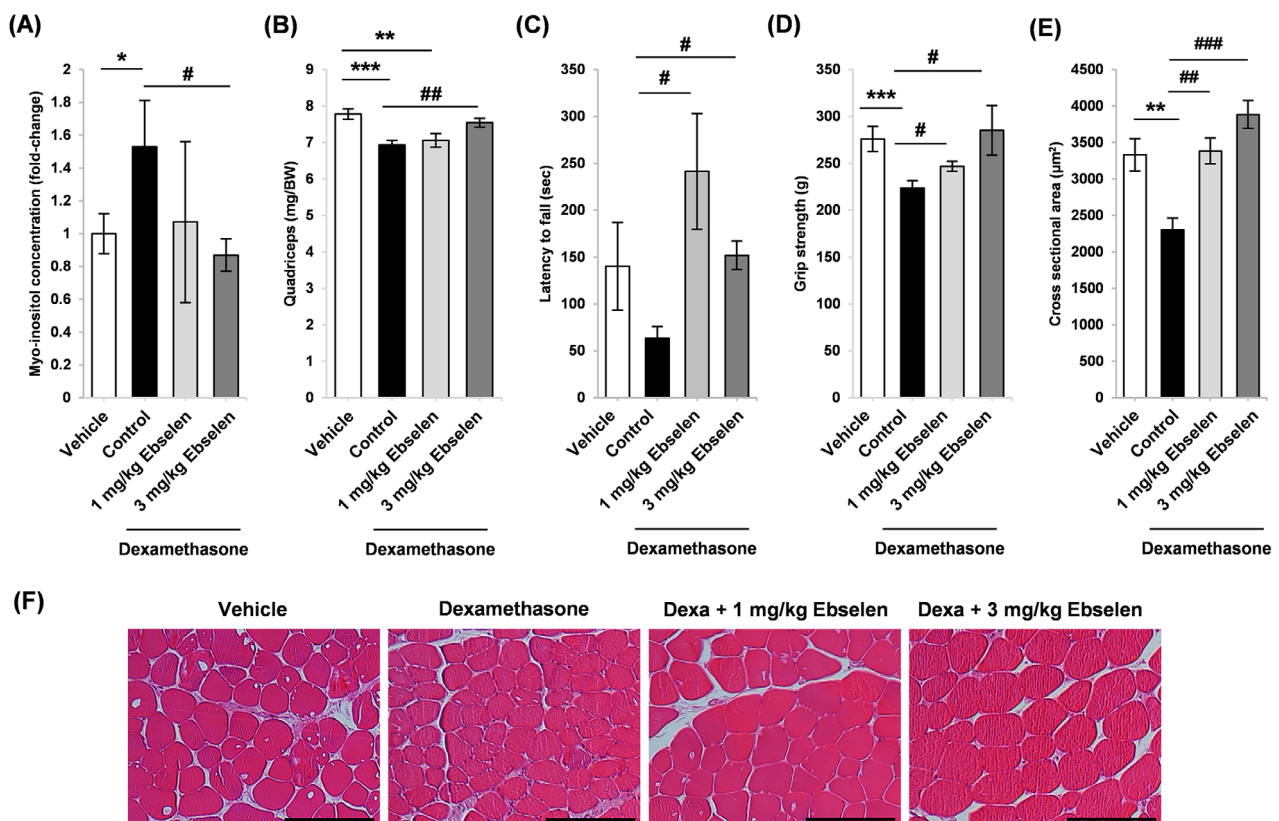 (A)
*
#
Myo-inositol concentration (fold-change)
2
1.8
1.6
1.4
1.2
1
0.8
0.6
0.4
0.2
0
Vehicle
Control
1 mg/kg Ebselen
3 mg/kg Ebselen
Dexamethasone
(B)
**
***
##
Quadriceps (mg/BW)
9
8
7
6
5
4
3
2
1
0
Vehicle
Control
1 mg/kg Ebselen
3 mg/kg Ebselen
Dexamethasone
(C)
#
#
Latency to fall (sec)
350
300
250
200
150
100
50
0
Vehicle
Control
1 mg/kg Ebselen
3 mg/kg Ebselen
Dexamethasone
(D)
#
***
#
Grip strength (g)
350
300
250
200
150
100
50
0
Vehicle
Control
1 mg/kg Ebselen
3 mg/kg Ebselen
Dexamethasone
(E)
###
##
**
Cross sectional area (μm²)
4500
4000
3500
3000
2500
2000
1500
1000
500
0
Vehicle
Control
1 mg/kg Ebselen
3 mg/kg Ebselen
Dexamethasone
(F)
Vehicle
Dexamethasone
Dexa + 1 mg/kg Ebselen
Dexa + 3 mg/kg Ebselen